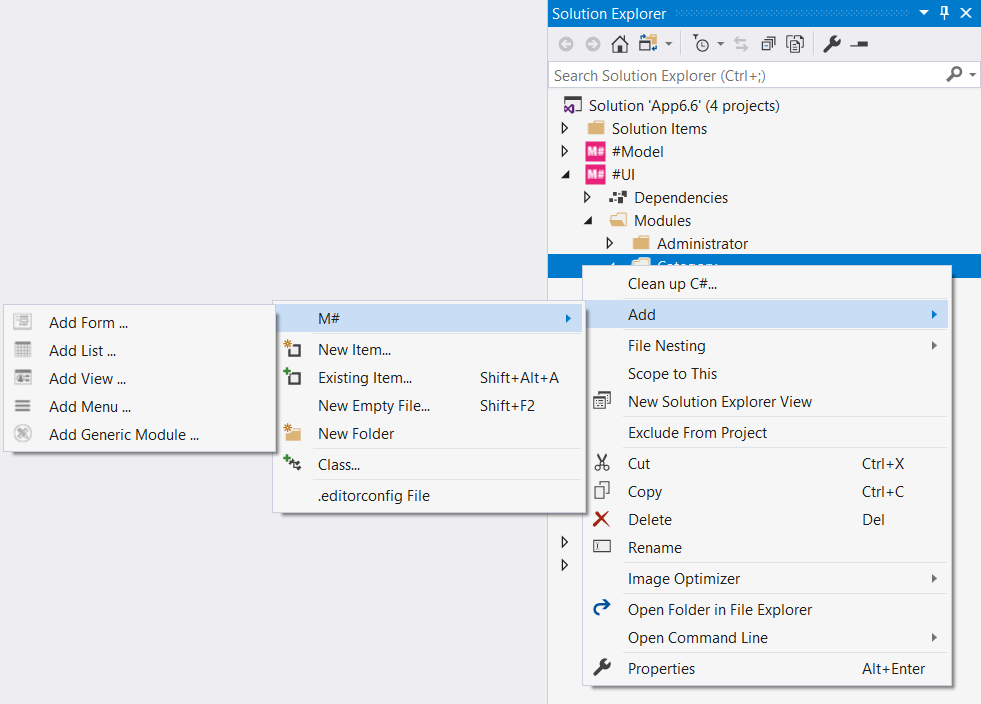 Solution Explorer
Search Solution Explorer (Ctrl+;)
Solution 'App6.6' (4 projects)
Solution Items
M# #Model
M# #UI
Dependencies
Modules
Administrator
Category
Clean up C#...
Add
File Nesting
Scope to This
New Solution Explorer View
Exclude From Project
Cut Ctrl+X
Copy Ctrl+C
Delete Del
Rename
Image Optimizer
Open Folder in File Explorer
Open Command Line
Properties Alt+Enter
M#
New Item...
Existing Item... Shift+Alt+A
New Empty File... Shift+F2
New Folder
Class...
.editorconfig File
Add Form ...
Add List ...
Add View ...
Add Menu ...
Add Generic Module ...